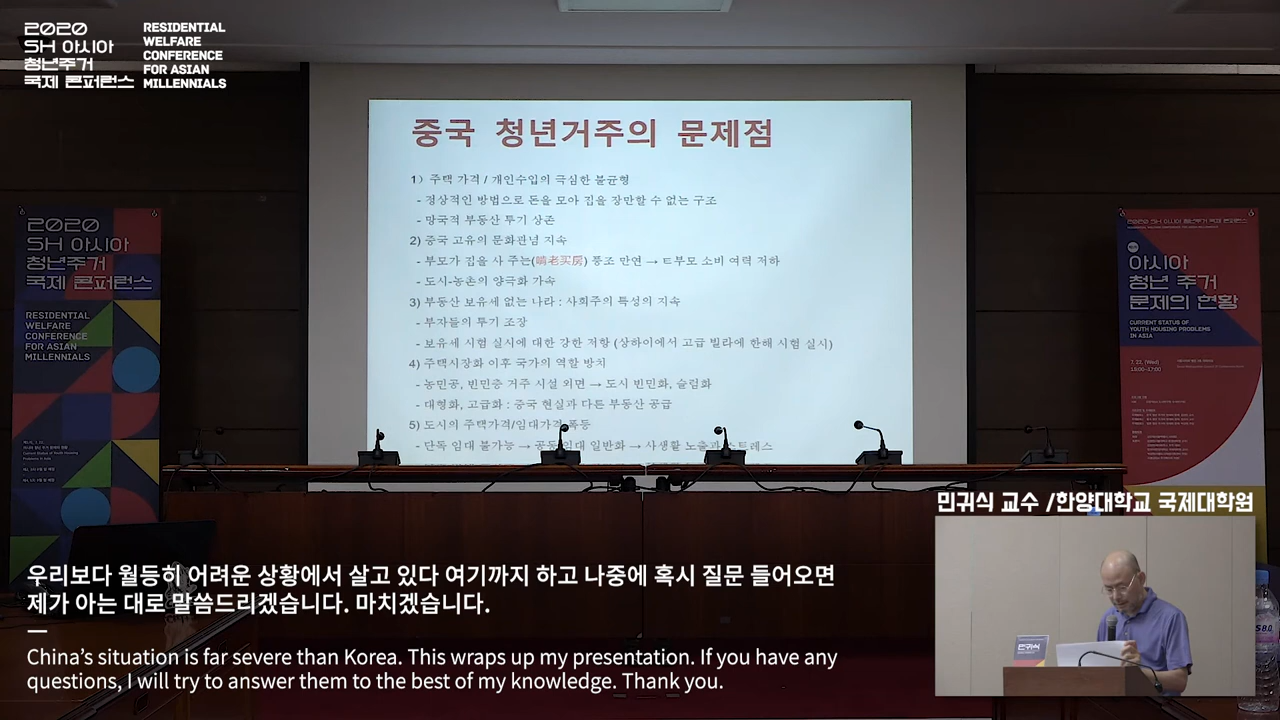 2020
SH 아시아
청년주거
국제 콘퍼런스
RESIDENTIAL
WELFARE
CONFERENCE
FOR ASIAN
MILLENNIALS
중국 청년거주의 문제점
1) 주택 가격 / 개인수입의 극심한 불균형
- 정상적인 방법으로 돈을 모아 집을 장만할 수 없는 구조
- 망국적 부동산 투기 상존
2) 중국 고유의 문화관념 지속
- 부모가 집을 사 주는(啃老买房) 풍조 만연 → t부모 소비 여력 저하
- 도시-농촌의 양극화 가속
3) 부동산 보유세 없는 나라 : 사회주의 특성의 지속
- 부자들의 투기 조장
- 보유세 시험 실시에 대한 강한 저항 (상하이에서 고급 빌라에 한해 시험 실시)
4) 주택시장화 이후 국가의 역할 방치
- 농민공, 빈민층 거주 시설 외면 → 도시 빈민화, 슬럼화
- 대형화, 고급화 : 중국 현실과 다른 부동산 공급
5) 도시의 주택가격/임대가격 폭등
- 단독 임대 불가능 → 공동 임대 일반화 → 사생활 노출과 스트레스
2020
SH 아시아
청년주거
국제 콘퍼런스
RESIDENTIAL
WELFARE
CONFERENCE
FOR ASIAN
MILLENNIALS
아시아
청년 주거
문제의 현황
CURRENT STATUS OF
YOUTH HOUSING PROBLEMS
IN ASIA
7. 22. (Wed)
15:00-17:00
민귀식 교수 /한양대학교 국제대학원
민귀식
우리보다 월등히 어려운 상황에서 살고 있다 여기까지 하고 나중에 혹시 질문 들어오면
제가 아는 대로 말씀드리겠습니다. 마치겠습니다.
China's situation is far severe than Korea. This wraps up my presentation. If you have any
questions, I will try to answer them to the best of my knowledge. Thank you.